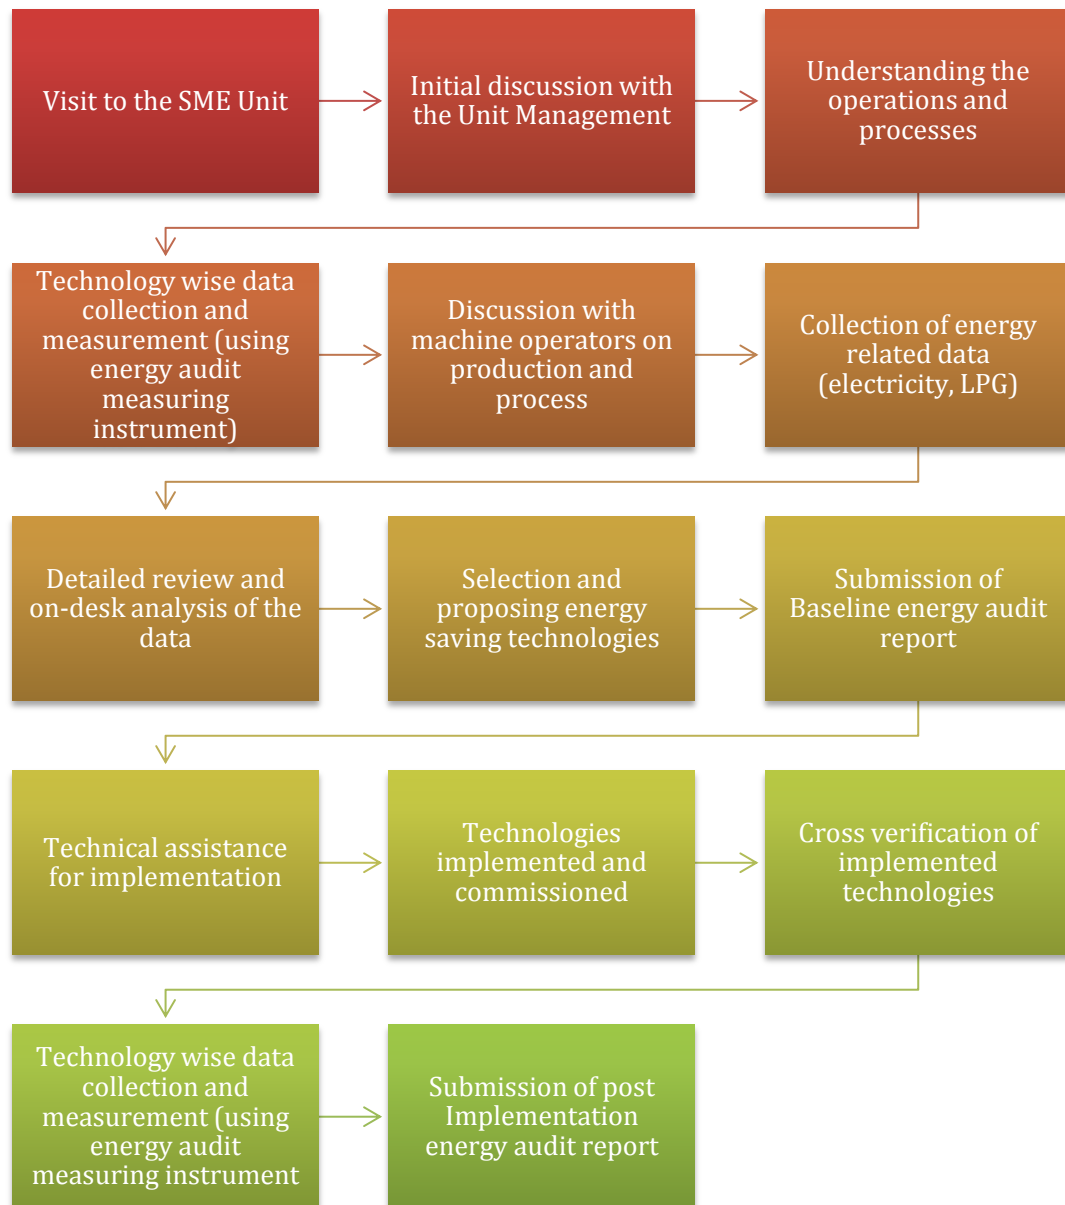 Visit to the SME Unit
Initial discussion with
the Unit Management
Understanding the
operations and
processes
Technology wise data
collection and
measurement (using
energy audit
measuring
instrument)
Discussion with
machine operators on
production and
process
Collection of energy
related data
(electricity, LPG)
Detailed review and
on-desk analysis of the
data
Selection and
proposing energy
saving technologies
Submission of
Baseline energy audit
report
Technical assistance
for implementation
Technologies
implemented and
commissioned
Cross verification of
implemented
technologies
Technology wise data
collection and
measurement (using
energy audit
measuring instrument
Submission of post
Implementation
energy audit report